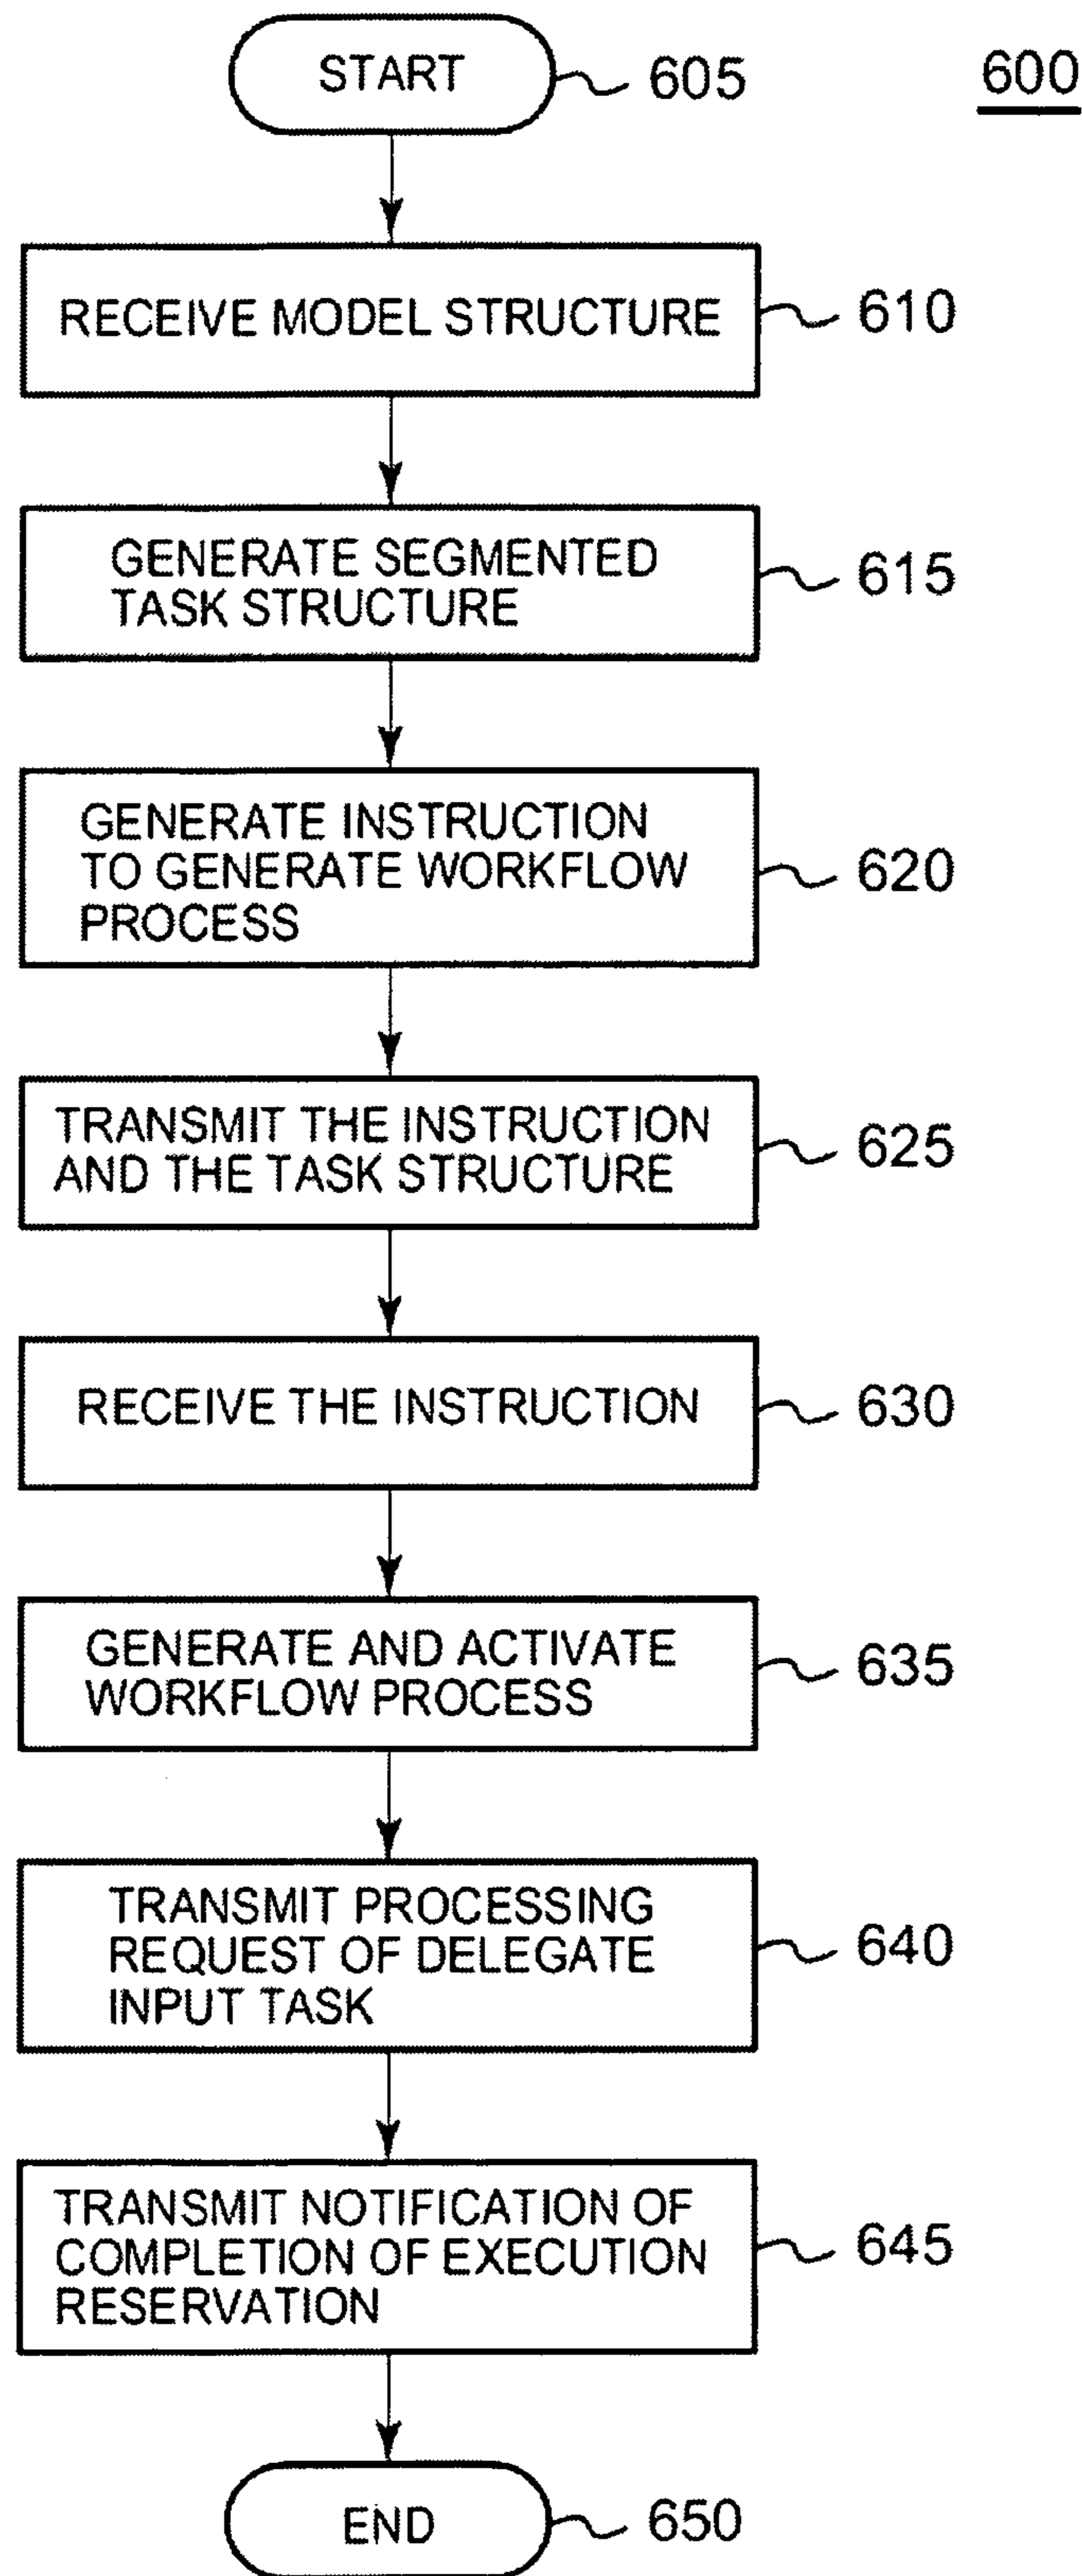 START
605
600
RECEIVE MODEL STRUCTURE
610
GENERATE SEGMENTED
TASK STRUCTURE
615
GENERATE INSTRUCTION
TO GENERATE WORKFLOW
PROCESS
620
TRANSMIT THE INSTRUCTION
AND THE TASK STRUCTURE
625
RECEIVE THE INSTRUCTION
630
GENERATE AND ACTIVATE
WORKFLOW PROCESS
635
TRANSMIT PROCESSING
REQUEST OF DELEGATE
INPUT TASK
640
TRANSMIT NOTIFICATION OF
COMPLETION OF EXECUTION
RESERVATION
645
END
650